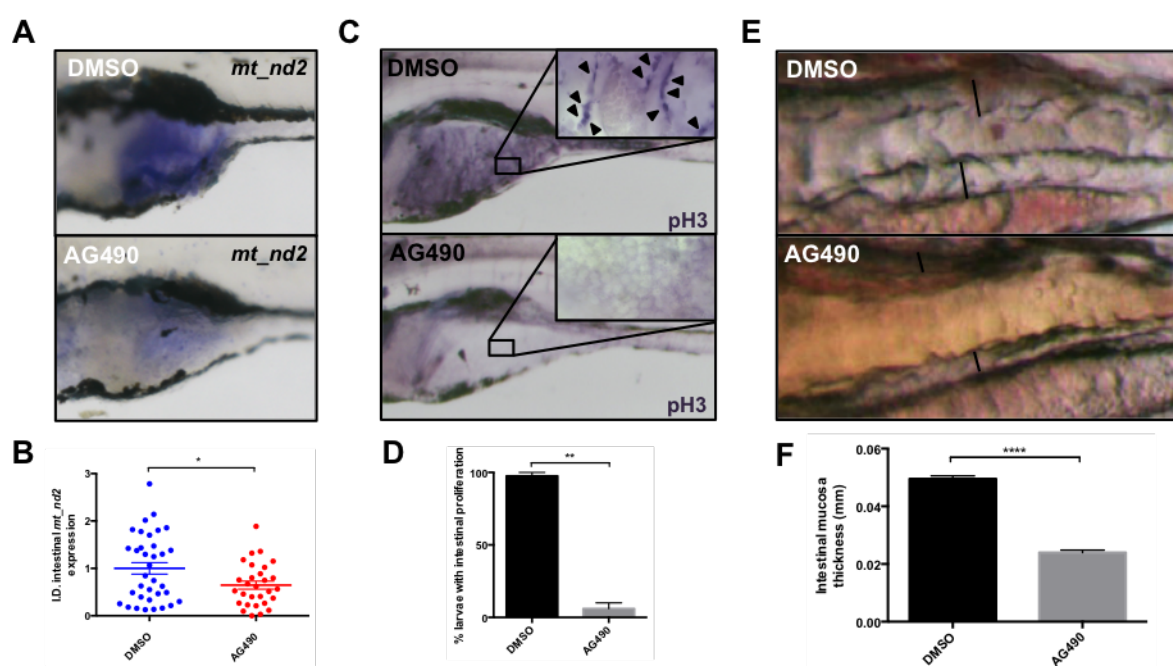 A
DMSO
mt_nd2
AG490
mt_nd2
B
*
I.D. intestinal mt_nd2
expression
3
2
1
0
DMSO
AG490
C
DMSO
pH3
AG490
pH3
D
**
% larvae with intestinal proliferation
100
50
0
DMSO
AG490
E
DMSO
AG490
F
****
Intestinal mucosa
thickness (mm)
0.06
0.04
0.02
0.00
DMSO
AG490